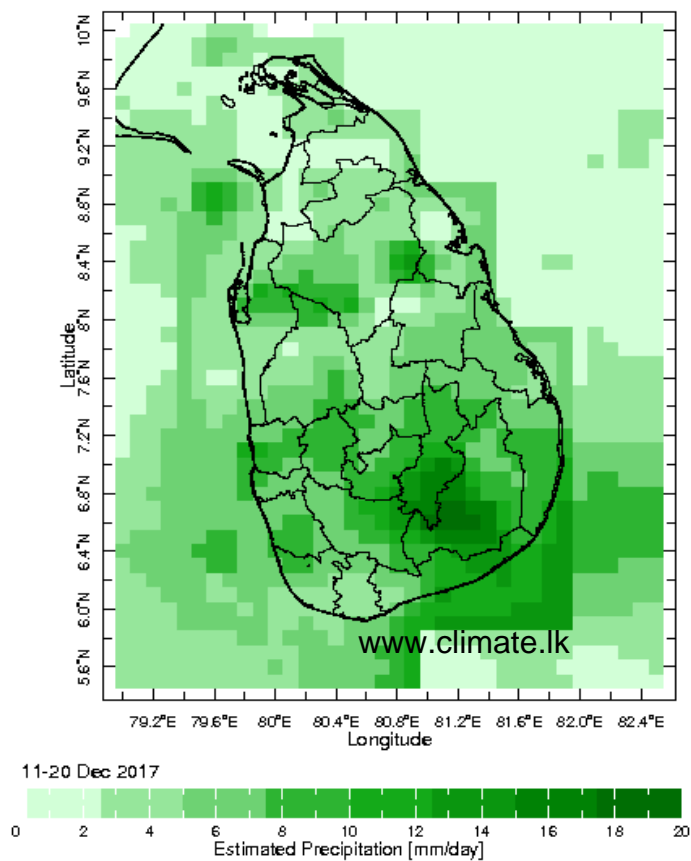 10°N
9.6°N
9.2°N
8.8°N
8.4°N
8°N
7.6°N
7.2°N
6.8°N
6.4°N
6.0°N
5.6°N
Latitude
www.climate.lk
79.2°E 79.6°E 80°E 80.4°E 80.8°E 81.2°E 81.6°E 82.0°E 82.4°E
Longitude
11-20 Dec 2017
0 2 4 6 8 10 12 14 16 18 20
Estimated Precipitation [mm/day]